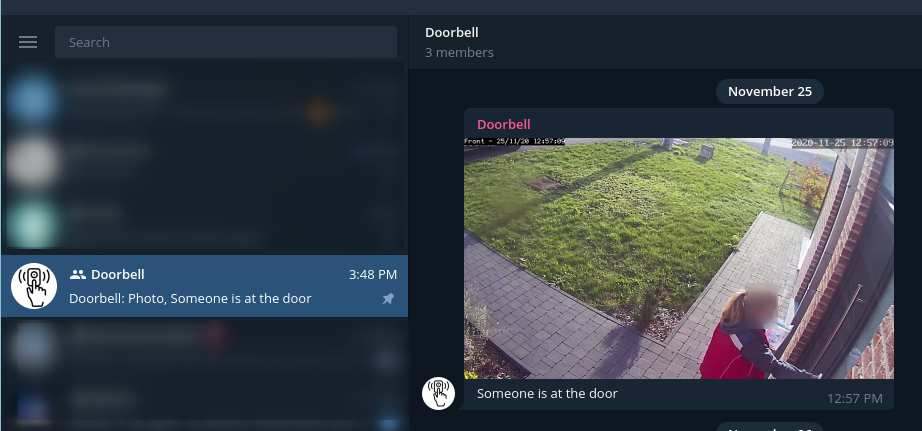 Search
Doorbell
3:48 PM
Doorbell: Photo, Someone is at the door
Doorbell
3 members
November 25
Doorbell
Front - 25/11/20 12:57:09
2020-11-25 12:57:09
Someone is at the door
12:57 PM